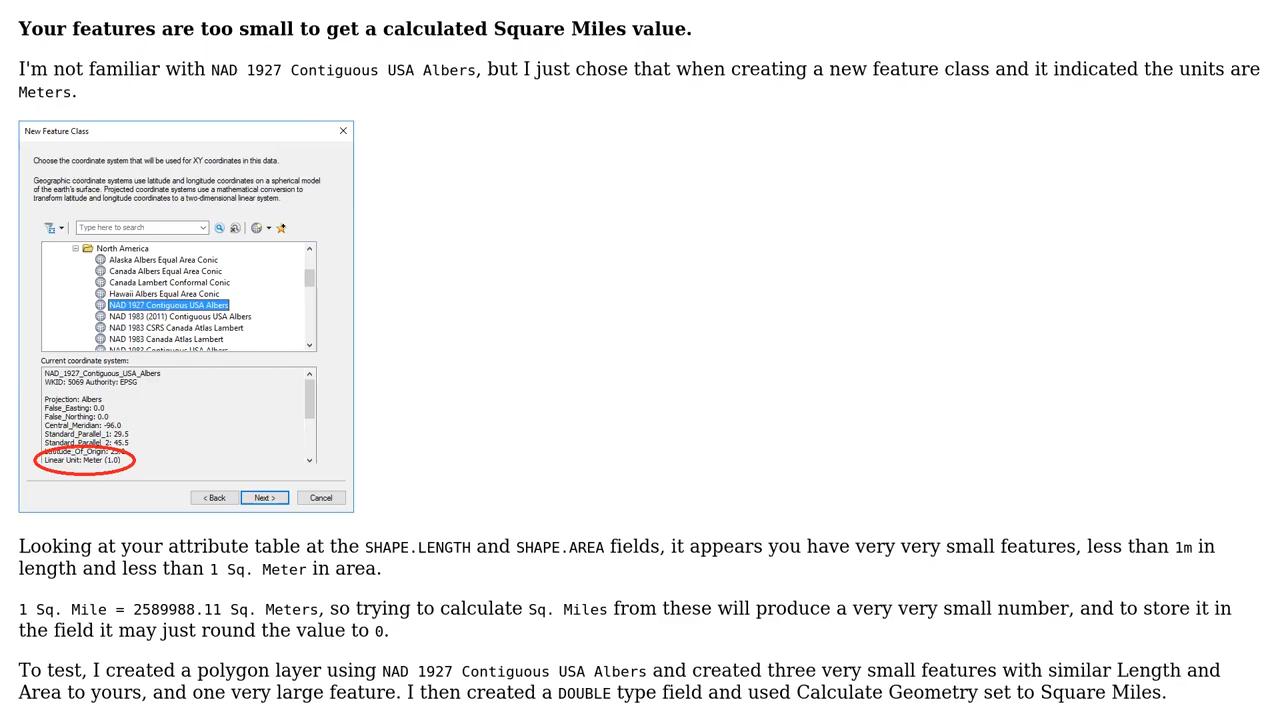 Your features are too small to get a calculated Square Miles value.
I'm not familiar with NAD 1927 Contiguous USA Albers, but I just chose that when creating a new feature class and it indicated the units are
Meters.
New Feature Class
Choose the coordinate system that will be used for XY coordinates in this data.
Geographic coordinate systems use latitude and longitude coordinates on a spherical model
of the earth's surface. Projected coordinate systems use a mathematical conversion to
transform latitude and longitude coordinates to a two-dimensional linear system.
Type here to search
North America
Alaska Albers Equal Area Conic
Canada Albers Equal Area Conic
Canada Lambert Conformal Conic
Hawaii Albers Equal Area Conic
NAD 1927 Contiguous USA Albers
NAD 1983 (2011) Contiguous USA Albers
NAD 1983 CSRS Canada Atlas Lambert
NAD 1983 Canada Atlas Lambert
NAD 1983 Contiguous USA Albers
Current coordinate system:
NAD_1927_Contiguous_USA_Albers
WKID: 5069 Authority: EPSG
Projection: Albers
False_Easting: 0.0
False_Northing: 0.0
Central_Meridian: -96.0
Standard_Parallel_1: 29.5
Standard_Parallel_2: 45.5
Latitude_Of_Origin:
Linear Unit: Meter (1.0)
< Back Next > Cancel
Looking at your attribute table at the SHAPE.LENGTH and SHAPE.AREA fields, it appears you have very very small features, less than 1m in
length and less than 1 Sq. Meter in area.
1 Sq. Mile = 2589988.11 Sq. Meters, so trying to calculate Sq. Miles from these will produce a very very small number, and to store it in
the field it may just round the value to 0.
To test, I created a polygon layer using NAD 1927 Contiguous USA Albers and created three very small features with similar Length and
Area to yours, and one very large feature. I then created a DOUBLE type field and used Calculate Geometry set to Square Miles.